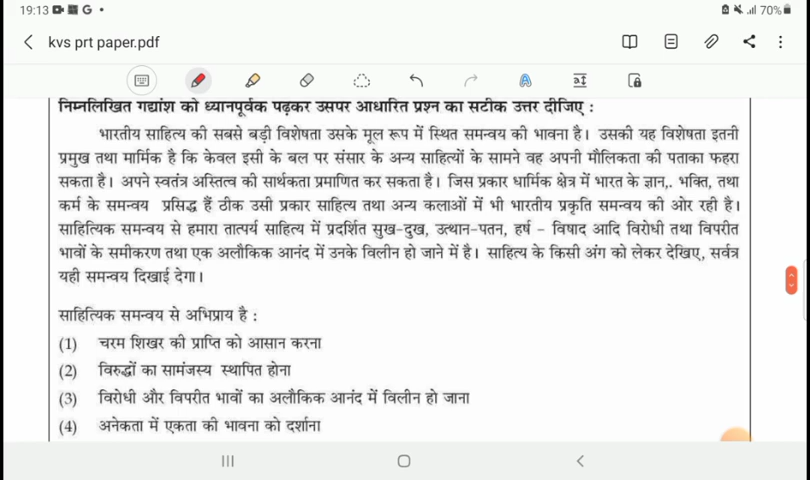 19:13 G • 70%
kvs prt paper.pdf
निम्नलिखित गद्यांश को ध्यानपूर्वक पढ़कर उसपर आधारित प्रश्न का सटीक उत्तर दीजिए :
भारतीय साहित्य की सबसे बड़ी विशेषता उसके मूल रूप में स्थित समन्वय की भावना है। उसकी यह विशेषता इतनी
प्रमुख तथा मार्मिक है कि केवल इसी के बल पर संसार के अन्य साहित्यों के सामने वह अपनी मौलिकता की पताका फहरा
सकता है। अपने स्वतंत्र अस्तित्व की सार्थकता प्रमाणित कर सकता है। जिस प्रकार धार्मिक क्षेत्र में भारत के ज्ञान,. भक्ति, तथा
कर्म के समन्वय प्रसिद्ध हैं ठीक उसी प्रकार साहित्य तथा अन्य कलाओं में भी भारतीय प्रकृति समन्वय की ओर रही है।
साहित्यिक समन्वय से हमारा तात्पर्य साहित्य में प्रदर्शित सुख-दुख, उत्थान-पतन, हर्ष - विषाद आदि विरोधी तथा विपरीत
भावों के समीकरण तथा एक अलौकिक आनंद में उनके विलीन हो जाने में है। साहित्य के किसी अंग को लेकर देखिए, सर्वत्र
यही समन्वय दिखाई देगा।
साहित्यिक समन्वय से अभिप्राय है :
(1) चरम शिखर की प्राप्ति को आसान करना
(2) विरुद्धों का सामंजस्य स्थापित होना
(3) विरोधी और विपरीत भावों का अलौकिक आनंद में विलीन हो जाना
(4) अनेकता में एकता की भावना को दर्शाना